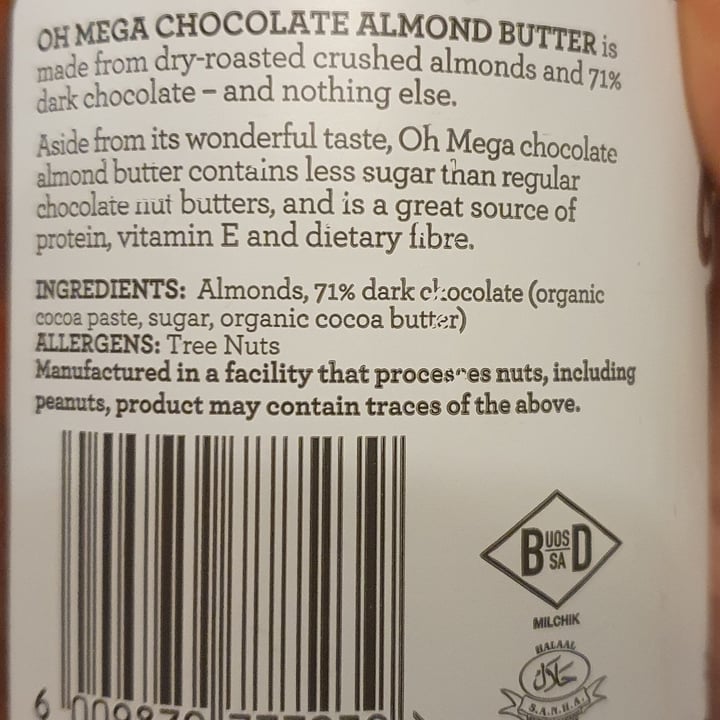 OH MEGA CHOCOLATE ALMOND BUTTER is
made from dry-roasted crushed almonds and 71%
dark chocolate – and nothing else.
Aside from its wonderful taste, Oh Mega chocolate
almond butter contains less sugar than regular
chocolate nut butters, and is a great source of
protein, vitamin E and dietary fibre.
INGREDIENTS: Almonds, 71% dark chocolate (organic
cocoa paste, sugar, organic cocoa butter)
ALLERGENS: Tree Nuts
Manufactured in a facility that processes nuts, including
peanuts, product may contain traces of the above.
B UOS SA D
MILCHIK
HALAAL
حلال
S.A.N.H.A.
6